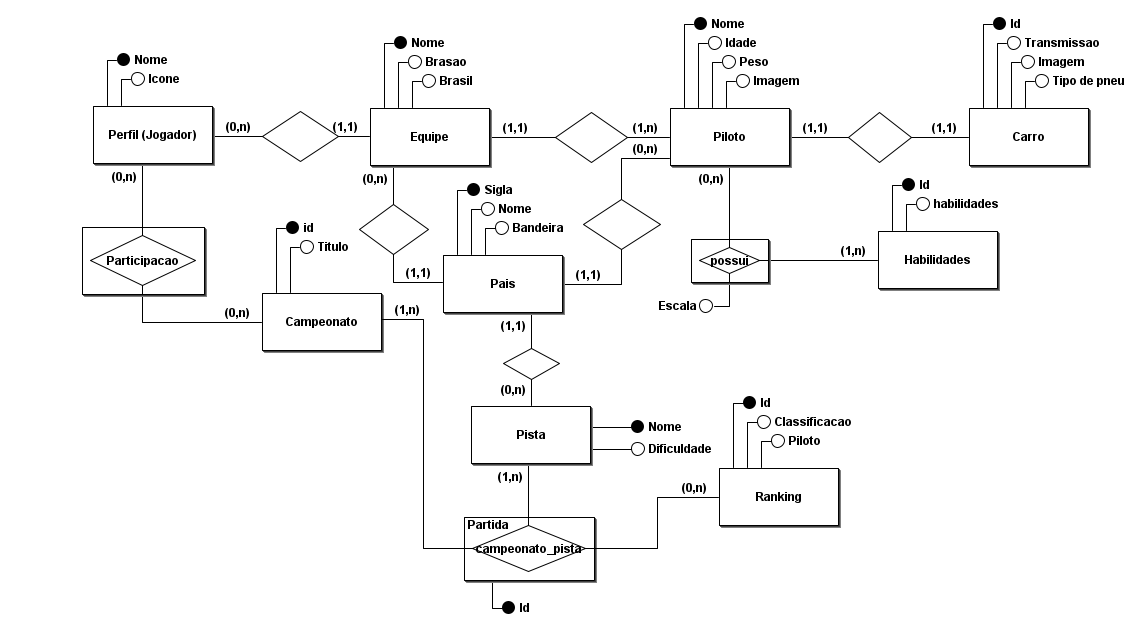 Nome
Icone
Perfil (Jogador)
(0,n)
(1,1)
Nome
Brasao
Brasil
Equipe
(1,1)
(1,n)
Nome
Idade
Peso
Imagem
Piloto
(1,1)
(1,1)
Id
Transmissao
Imagem
Tipo de pneu
Carro
(0,n)
(0,n)
(0,n)
(0,n)
Participacao
(0,n)
id
Titulo
Campeonato
(1,n)
Sigla
Nome
Bandeira
Pais
(1,1)
(1,1)
possui
Escala
(1,n)
Id
habilidades
Habilidades
(1,1)
(0,n)
Pista
Nome
Dificuldade
(1,n)
Id
Classificacao
Piloto
Ranking
(0,n)
Partida
campeonato_pista
Id